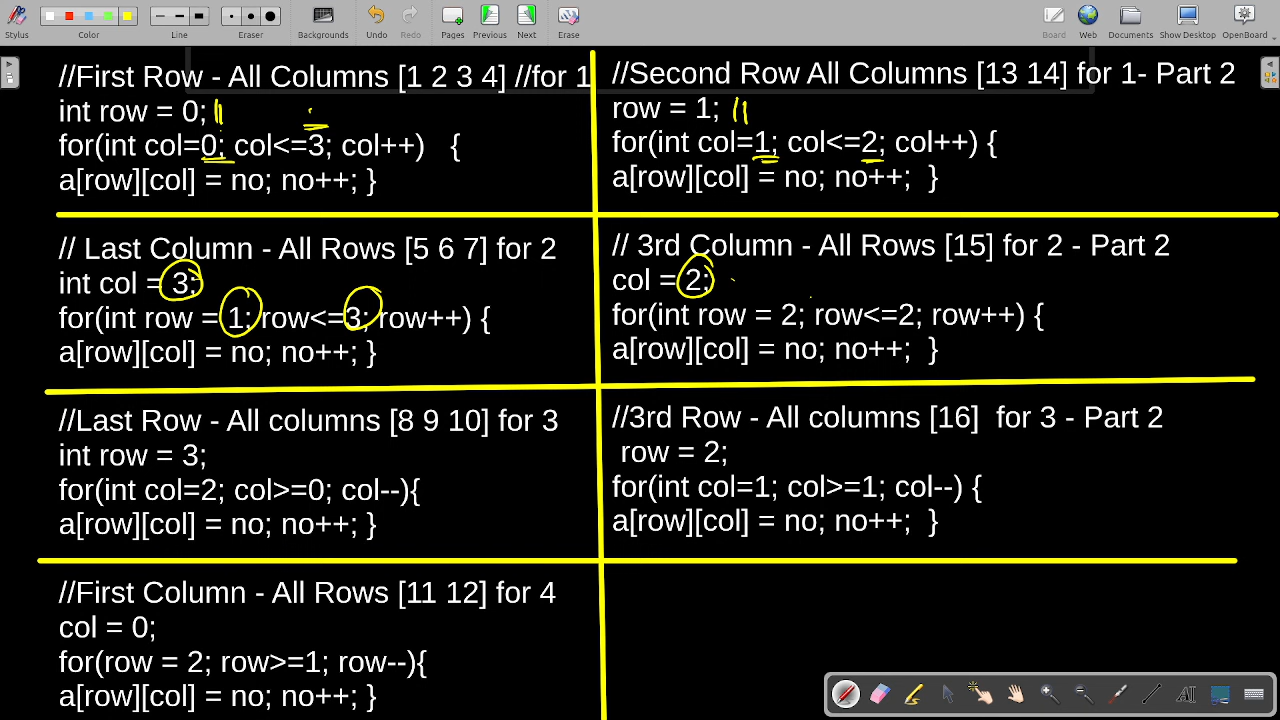 Stylus
Color
Line
Eraser
Backgrounds
Undo
Redo
Pages
Previous
Next
Erase
Board
Web
Documents
Show Desktop
OpenBoard
//First Row - All Columns [1 2 3 4] //for 1
int row = 0;
for(int col=0; col<=3; col++) {
a[row][col] = no; no++; }
//Second Row All Columns [13 14] for 1- Part 2
row = 1;
for(int col=1; col<=2; col++) {
a[row][col] = no; no++; }
// Last Column - All Rows [5 6 7] for 2
int col = 3;
for(int row = 1; row<=3; row++) {
a[row][col] = no; no++; }
// 3rd Column - All Rows [15] for 2 - Part 2
col = 2;
for(int row = 2; row<=2; row++) {
a[row][col] = no; no++; }
//Last Row - All columns [8 9 10] for 3
int row = 3;
for(int col=2; col>=0; col--){
a[row][col] = no; no++; }
//3rd Row - All columns [16] for 3 - Part 2
row = 2;
for(int col=1; col>=1; col--) {
a[row][col] = no; no++; }
//First Column - All Rows [11 12] for 4
col = 0;
for(row = 2; row>=1; row--){
a[row][col] = no; no++; }